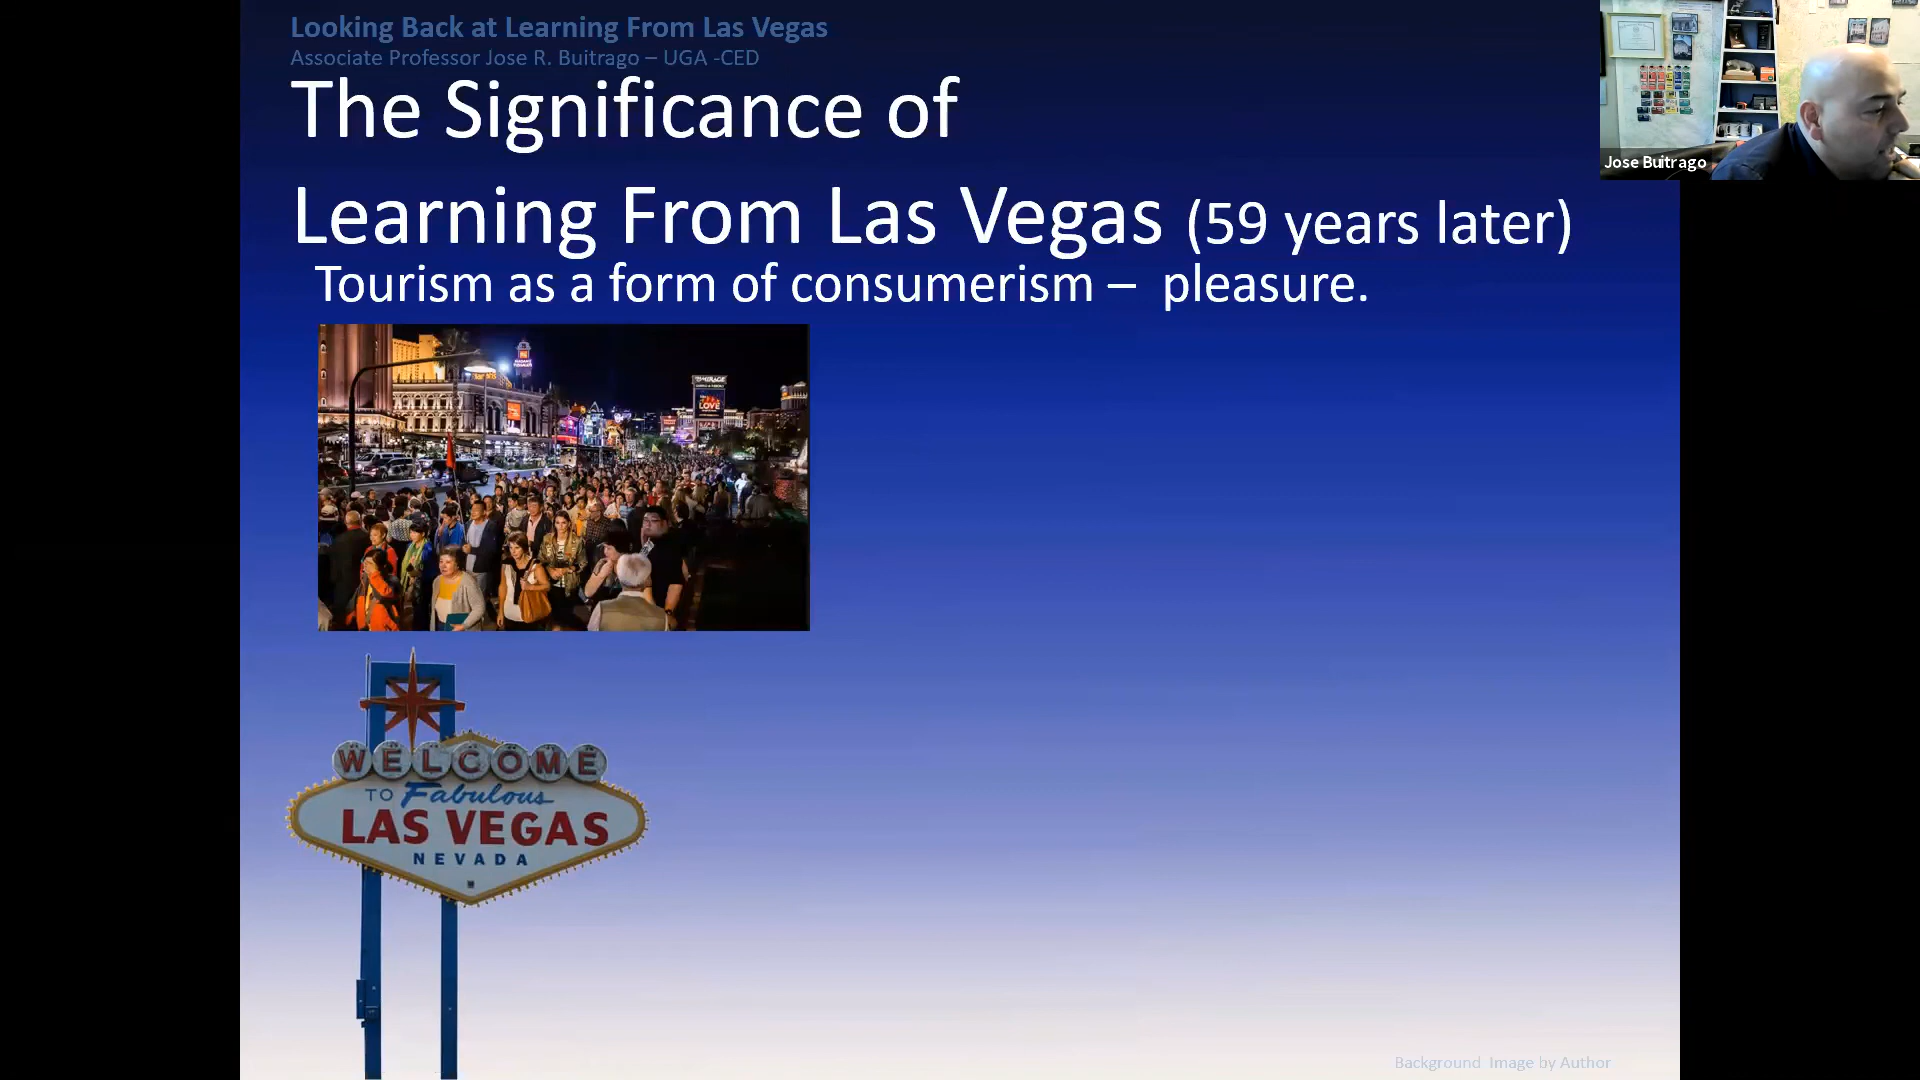 Looking Back at Learning From Las Vegas
Associate Professor Jose R. Buitrago – UGA -CED
The Significance of
Learning From Las Vegas (59 years later)
Tourism as a form of consumerism – pleasure.
Jose Buitrago
MIRAGE
LOVE
WELCOME
TO Fabulous
LAS VEGAS
NEVADA
Background Image by Author